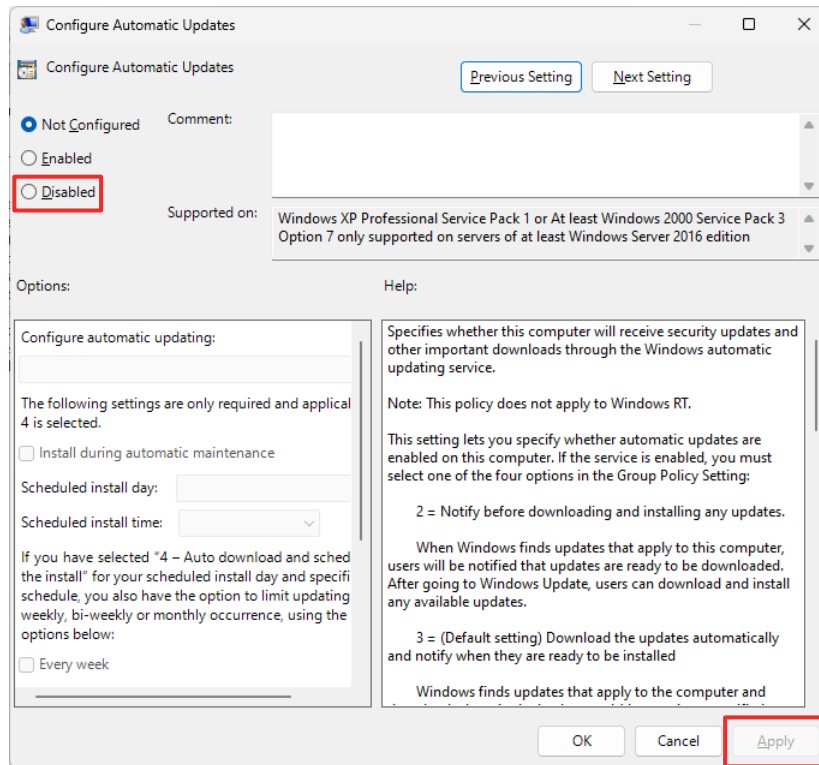 Configure Automatic Updates
Configure Automatic Updates
Previous Setting
Next Setting
Not Configured
Comment:
Enabled
Disabled
Supported on:
Windows XP Professional Service Pack 1 or At least Windows 2000 Service Pack 3
Option 7 only supported on servers of at least Windows Server 2016 edition
Options:
Help:
Configure automatic updating:
The following settings are only required and applical
4 is selected.
Install during automatic maintenance
Scheduled install day:
Scheduled install time:
If you have selected "4 – Auto download and sched
the install" for your scheduled install day and specifi
schedule, you also have the option to limit updating
weekly, bi-weekly or monthly occurrence, using the
options below:
Every week
Specifies whether this computer will receive security updates and
other important downloads through the Windows automatic
updating service.
Note: This policy does not apply to Windows RT.
This setting lets you specify whether automatic updates are
enabled on this computer. If the service is enabled, you must
select one of the four options in the Group Policy Setting:
2 = Notify before downloading and installing any updates.
When Windows finds updates that apply to this computer,
users will be notified that updates are ready to be downloaded.
After going to Windows Update, users can download and install
any available updates.
3 = (Default setting) Download the updates automatically
and notify when they are ready to be installed
Windows finds updates that apply to the computer and
OK
Cancel
Apply